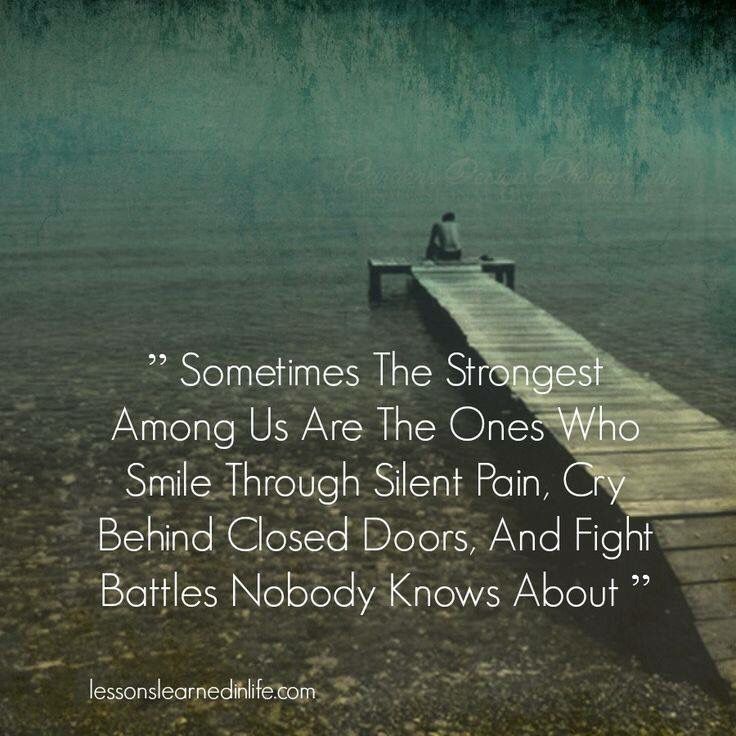 ” Sometimes The Strongest
Among Us Are The Ones Who
Smile Through Silent Pain, Cry
Behind Closed Doors, And Fight
Battles Nobody Knows About ”
lessonslearnedinlife.com